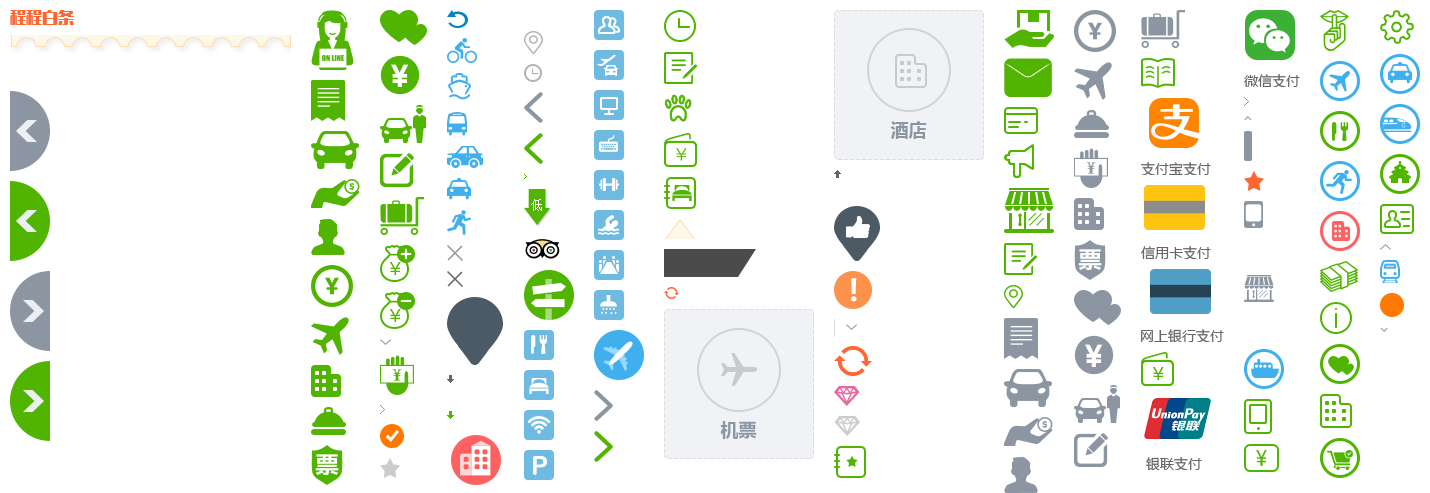 程程白条
ON LINE
票
低
P
机票
酒店
票
支付宝支付
信用卡支付
网上银行支付
UnionPay
银联
银联支付
微信支付